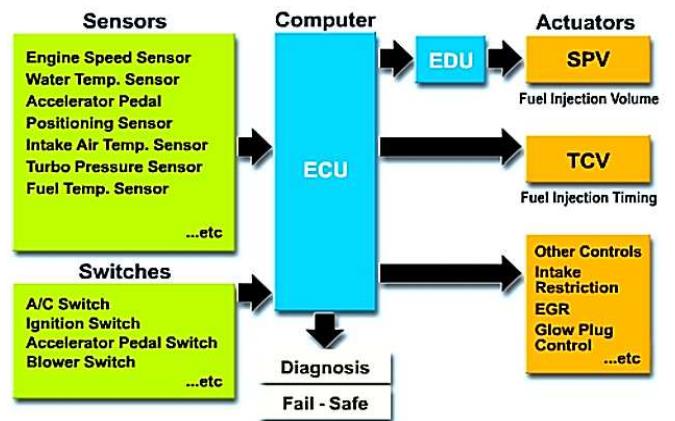 Sensors
Engine Speed Sensor
Water Temp. Sensor
Accelerator Pedal
Positioning Sensor
Intake Air Temp. Sensor
Turbo Pressure Sensor
Fuel Temp. Sensor
...etc
Switches
A/C Switch
Ignition Switch
Accelerator Pedal Switch
Blower Switch
...etc
Computer
ECU
Diagnosis
Fail - Safe
EDU
Actuators
SPV
Fuel Injection Volume
TCV
Fuel Injection Timing
Other Controls
Intake
Restriction
EGR
Glow Plug
Control
...etc